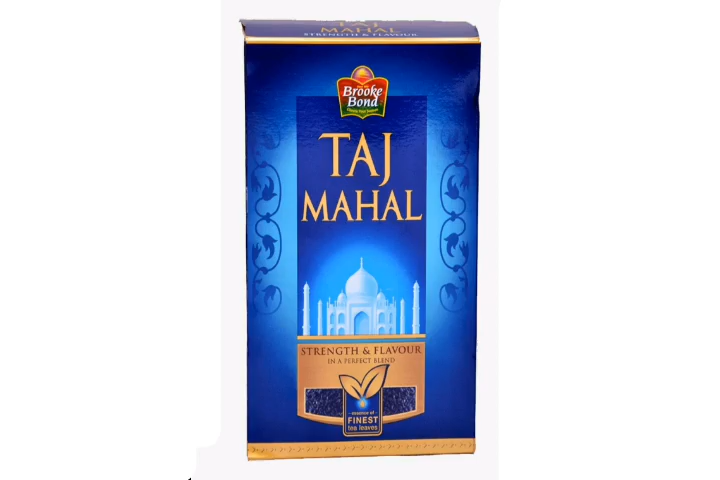 TAJ
MAHAL
STRENGTH & FLAVOUR
Brooke
Bond
TAJ
MAHAL
STRENGTH & FLAVOUR
IN A PERFECT BLEND
essence of
FINEST
tea leaves